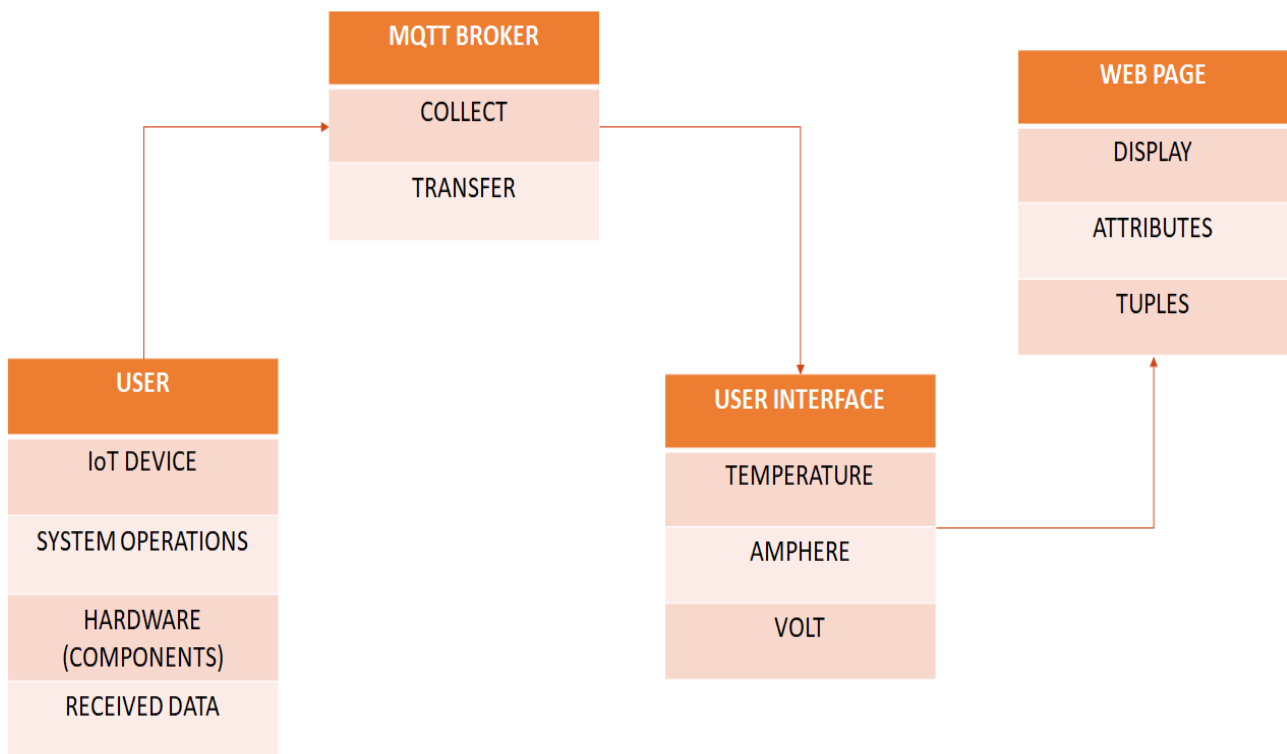 MQTT BROKER
COLLECT
TRANSFER
WEB PAGE
DISPLAY
ATTRIBUTES
TUPLES
USER
IoT DEVICE
SYSTEM OPERATIONS
HARDWARE
(COMPONENTS)
RECEIVED DATA
USER INTERFACE
TEMPERATURE
AMPHERE
VOLT